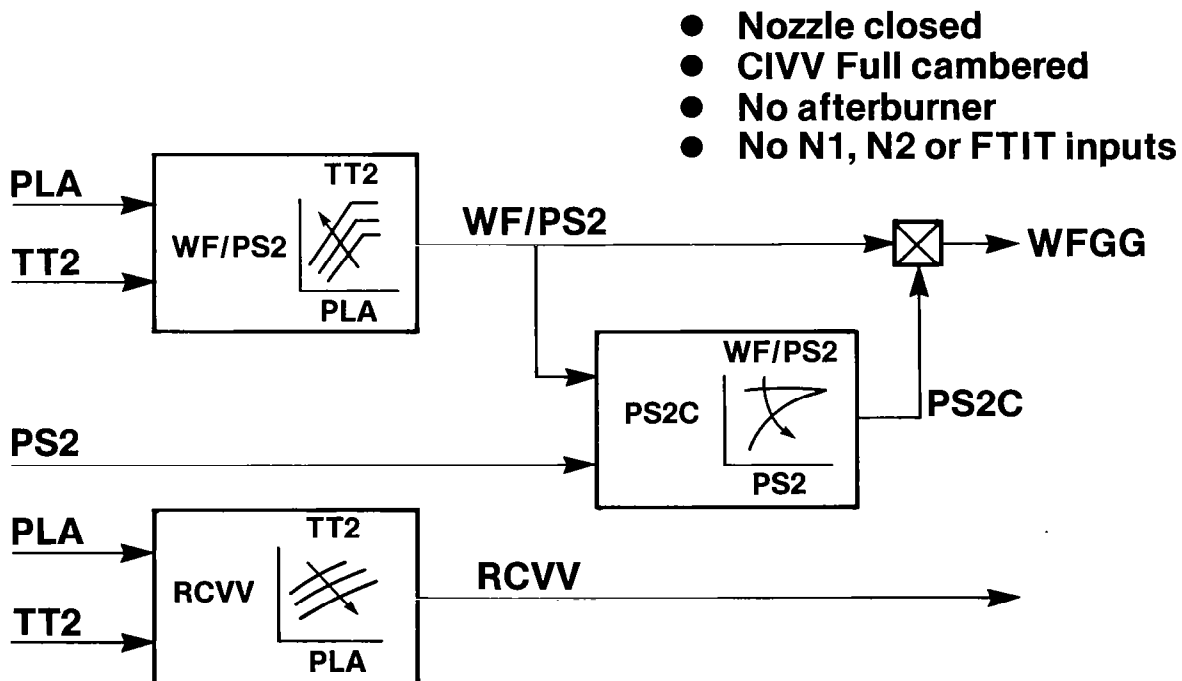 ● Nozzle closed
● CIVV Full cambered
● No afterburner
● No N1, N2 or FTIT inputs
PLA
TT2
TT2
WF/PS2
PLA
WF/PS2
WFGG
WF/PS2
PS2C
PS2
PS2C
PS2
PLA
TT2
TT2
RCVV
PLA
RCVV